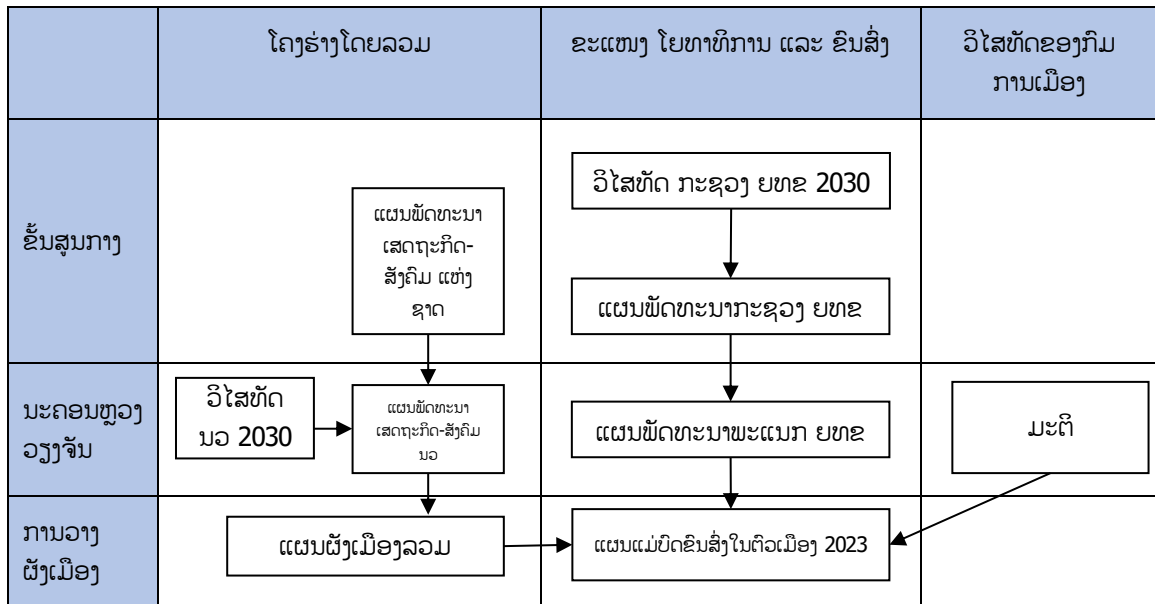 ໂຄງຮ່າງໂດຍລວມ
ຂະແໜງ ໂຍທາທິການ ແລະ ຂົນສົ່ງ
ວິໄສທັດຂອງກົມ
ການເມືອງ
ຂັ້ນສູນກາງ
ແຜນພັດທະນາ
ເສດຖະກິດ-
ສັງຄົມ ແຫ່ງ
ຊາດ
ວິໄສທັດ ກະຊວງ ຍທຂ 2030
ແຜນພັດທະນາກະຊວງ ຍທຂ
ນະຄອນຫຼວງ
ວຽງຈັນ
ວິໄສທັດ
ນວ 2030
ແຜນພັດທະນາ
ເສດຖະກິດ-ສັງຄົມ
ນວ
ແຜນພັດທະນາພະແນກ ຍທຂ
ມະຕິ
ການວາງ
ຜັງເມືອງ
ແຜນຜັງເມືອງລວມ
ແຜນແມ່ບົດຂົນສົ່ງໃນຕົວເມືອງ 2023